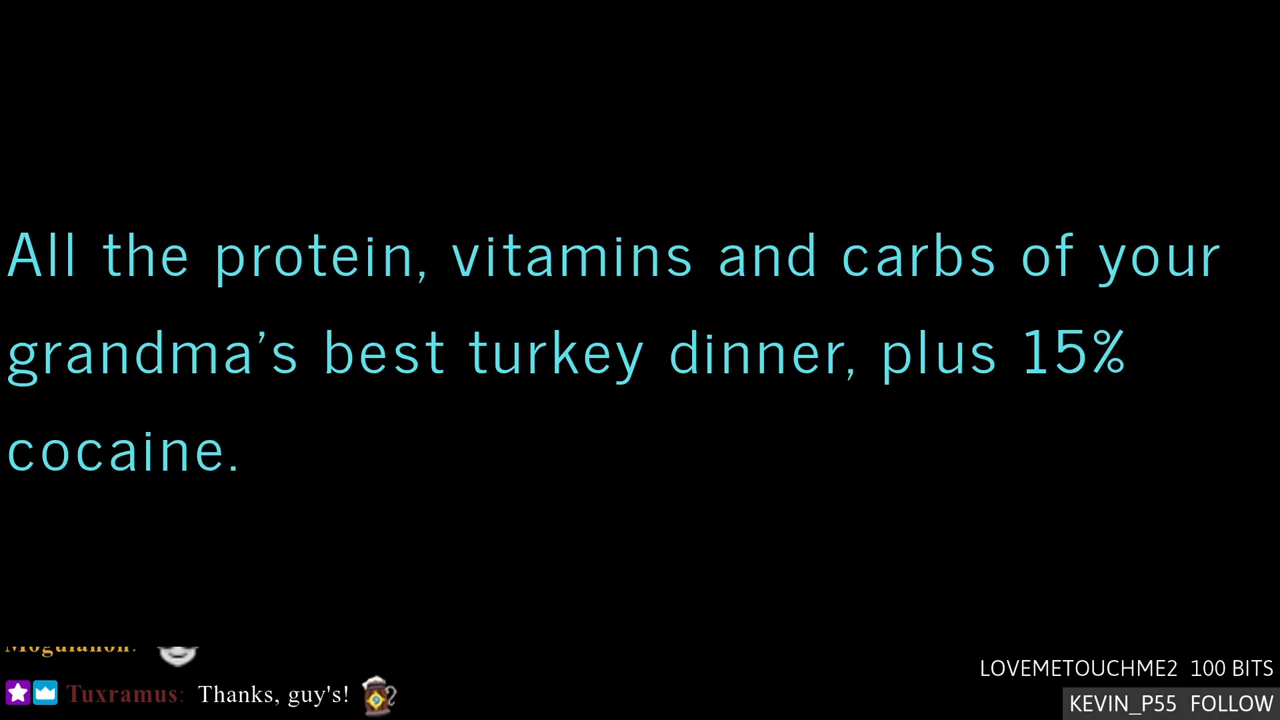 All the protein, vitamins and carbs of your
grandma’s best turkey dinner, plus 15%
cocaine.
Tuxramus: Thanks, guy's!
LOVEMETOUCHME2 100 BITS
KEVIN_P55 FOLLOW